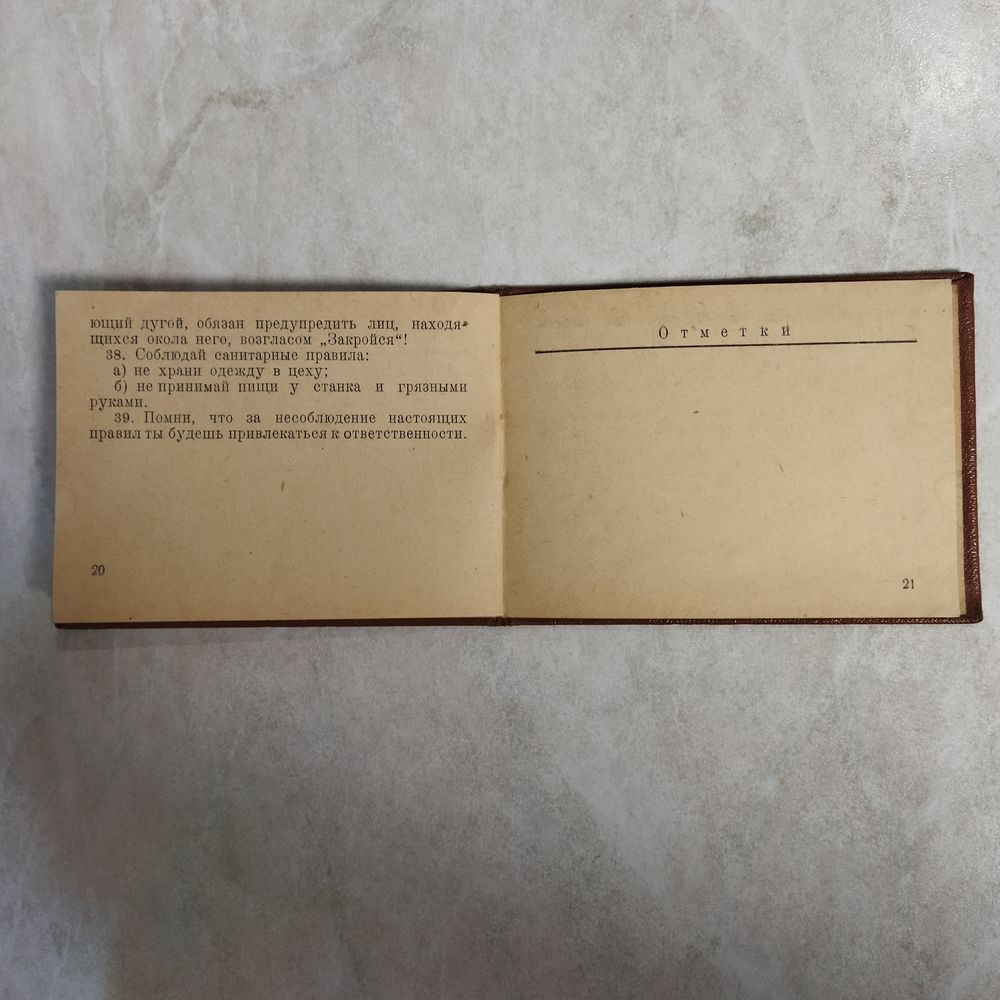 ющий дугой, обязан предупредить лиц, находя-
щихся окола него, возгласом „Закройся“!
38. Соблюдай санитарные правила:
а) не храни одежду в цеху;
б) не принимай пищи у станка и грязными
руками.
39. Помни, что за несоблюдение настоящих
правил ты будешь привлекаться к ответственности.
20
Отметки
21